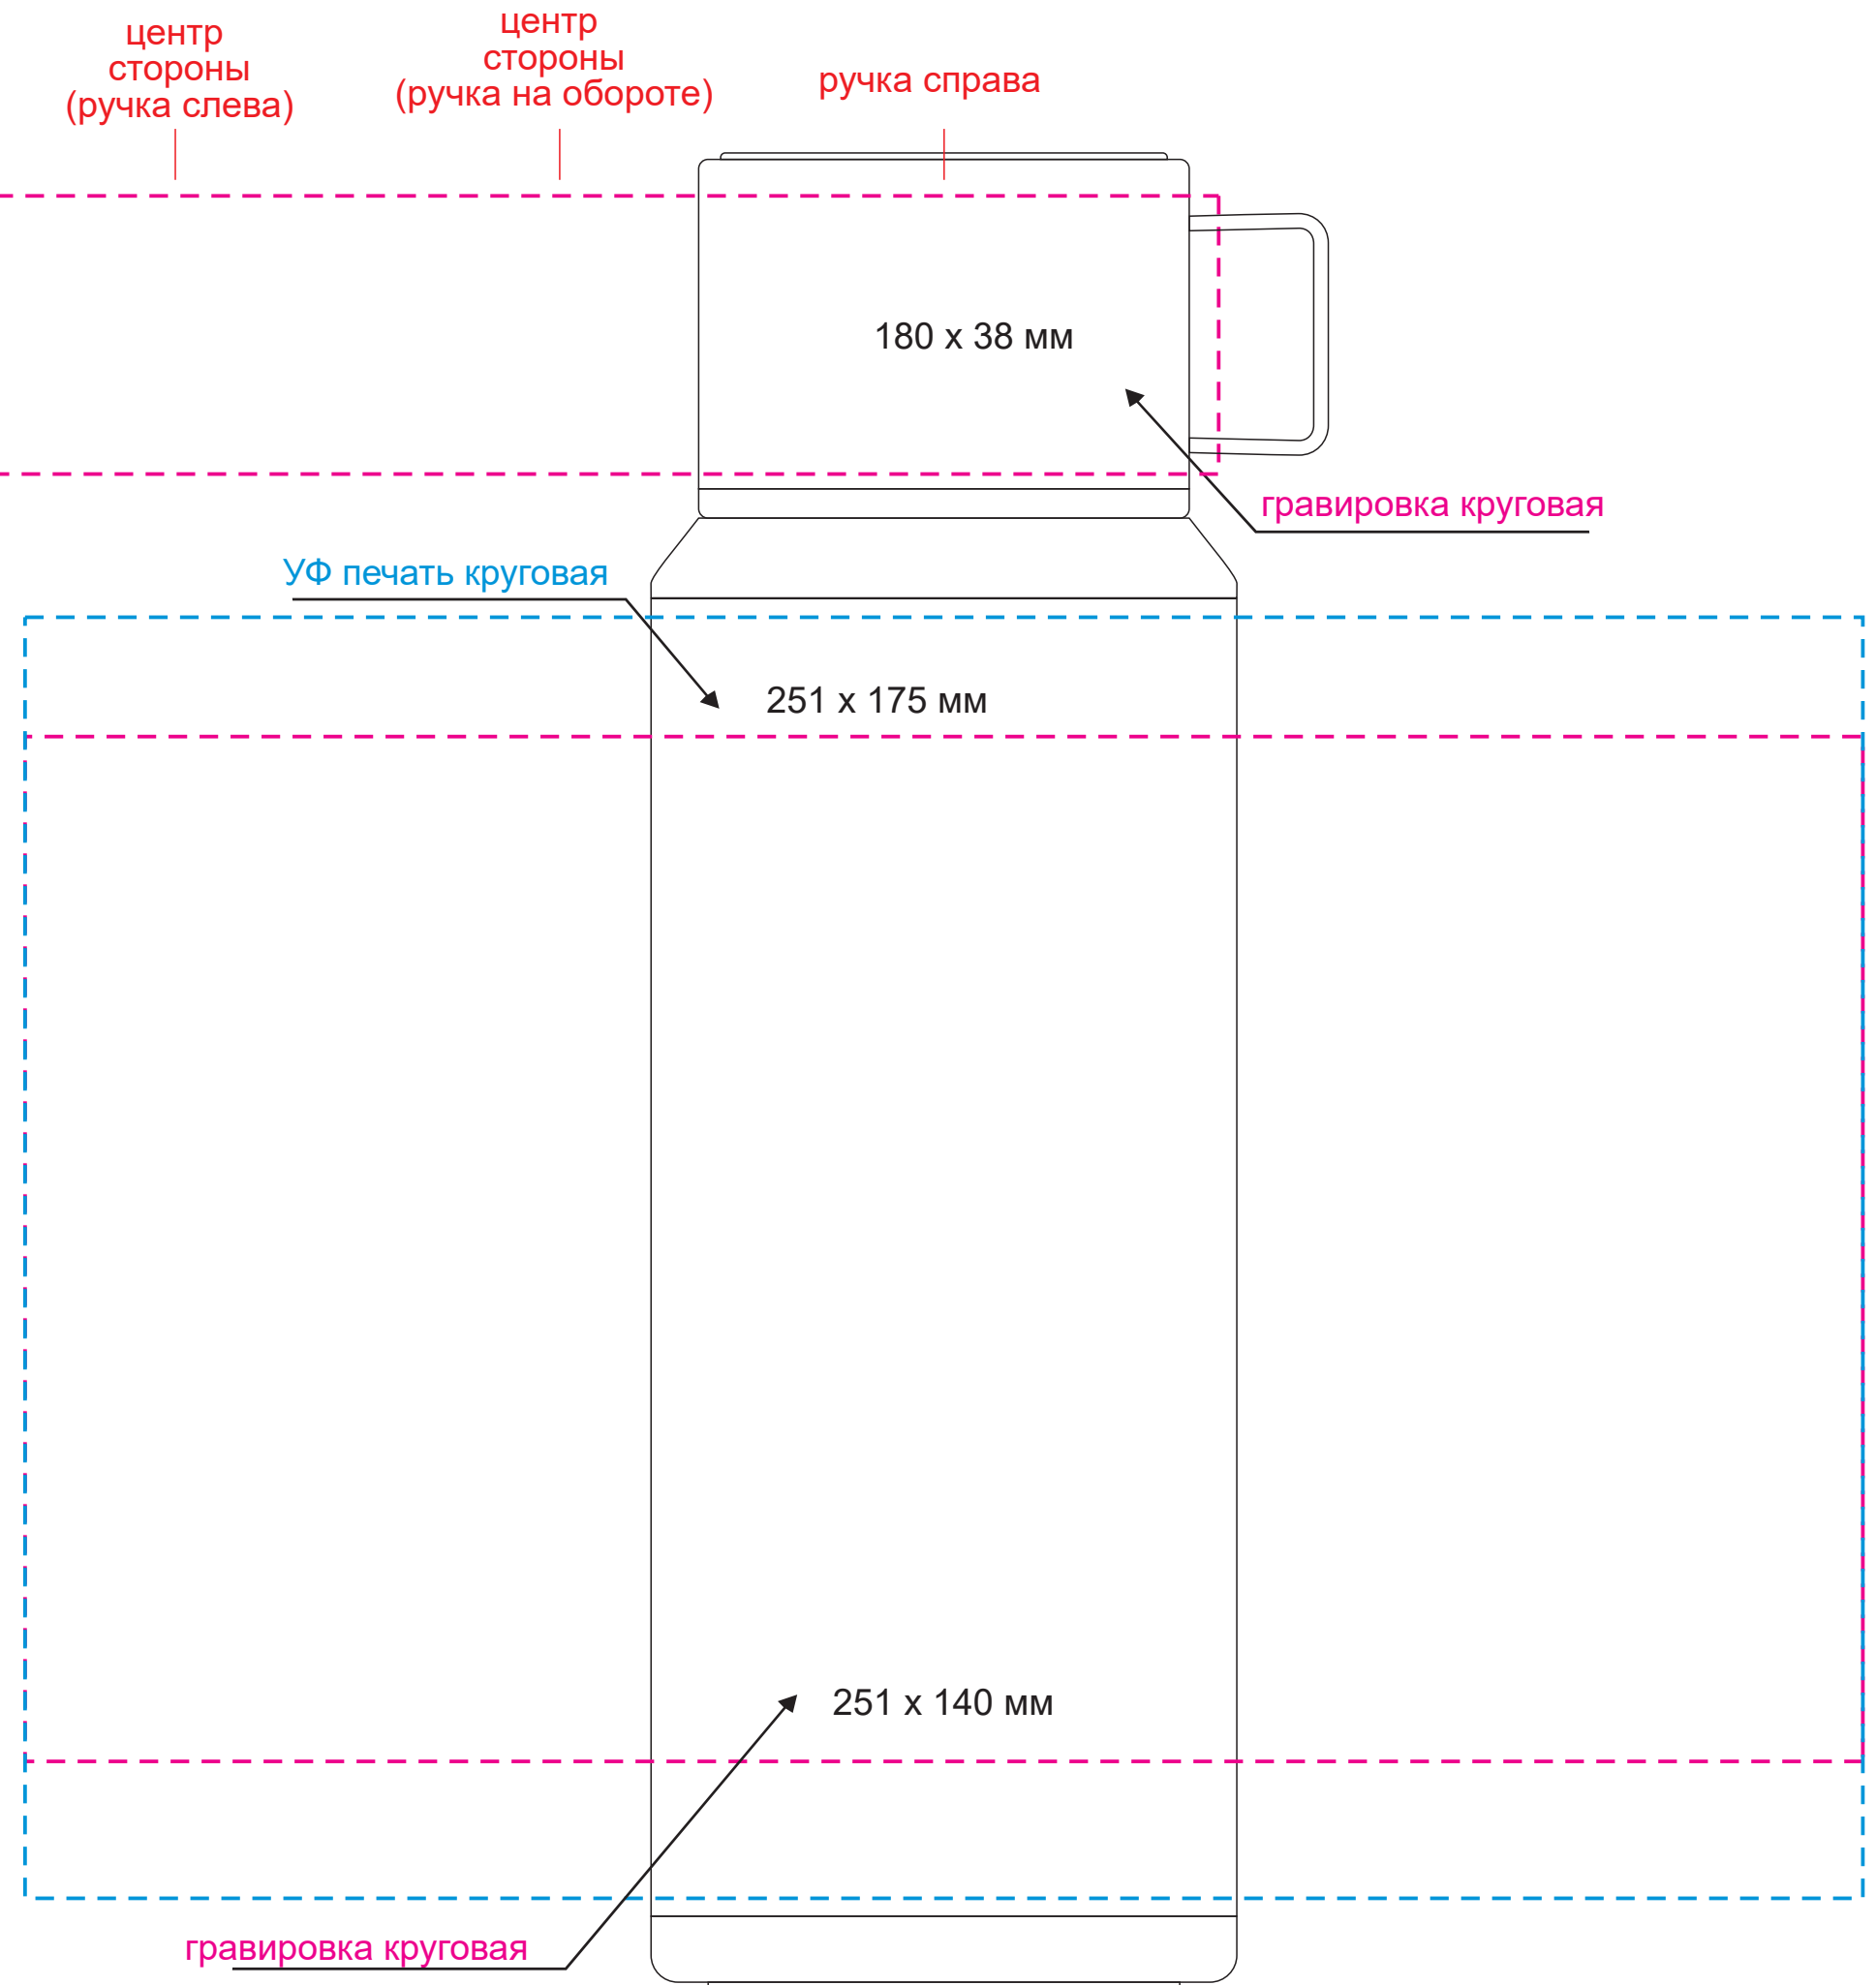 центр
стороны
(ручка слева)
центр
стороны
(ручка на обороте)
ручка справа
180 х 38 мм
гравировка круговая
УФ печать круговая
251 х 175 мм
251 х 140 мм
гравировка круговая